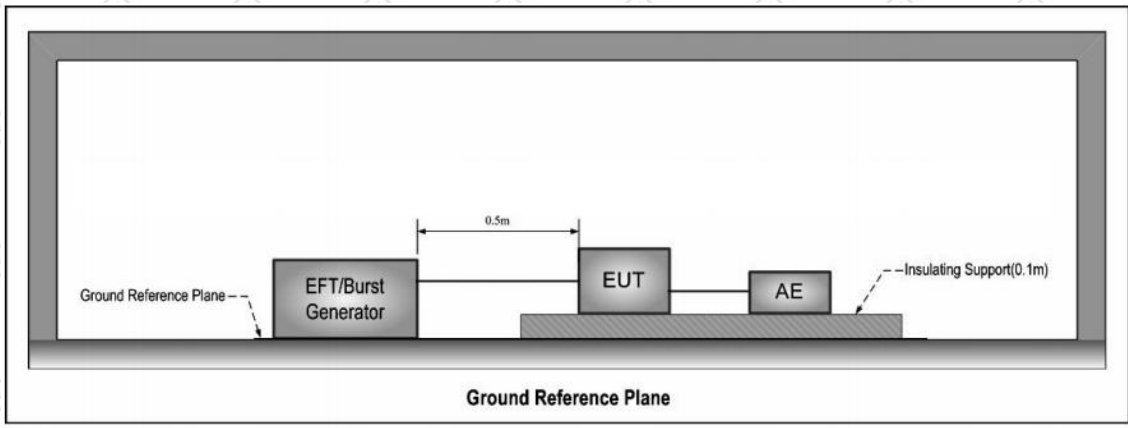 0.5m
EFT/Burst
Generator
EUT
AE
Insulating Support(0.1m)
Ground Reference Plane
Ground Reference Plane